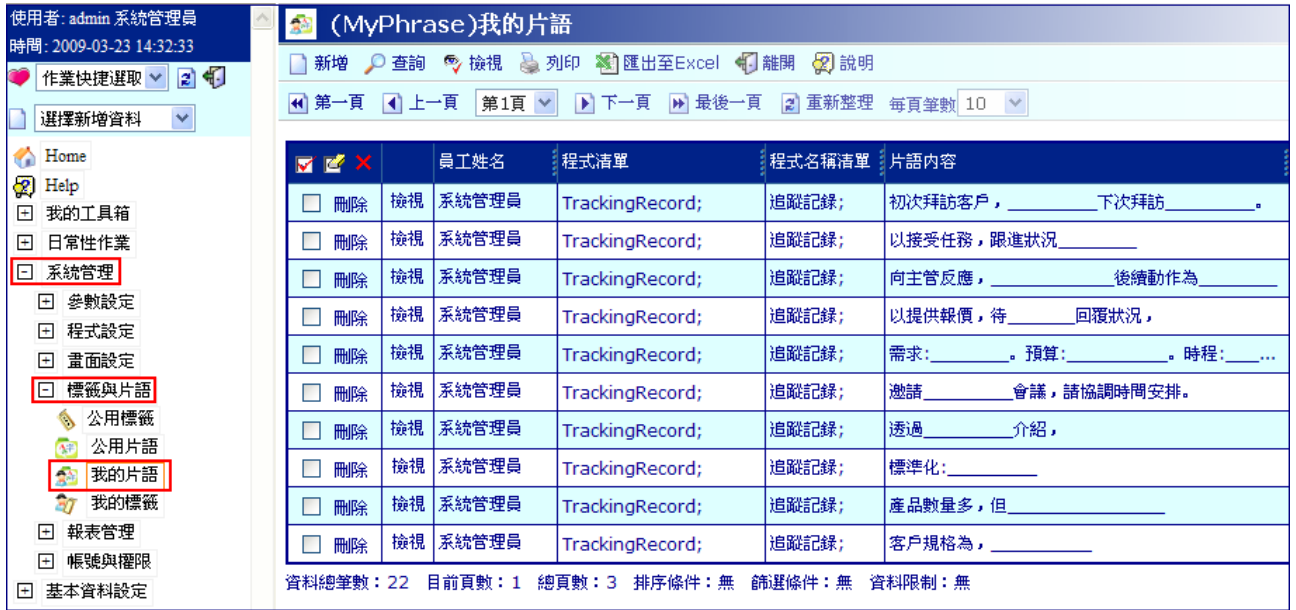 使用者: admin 系統管理員
時間: 2009-03-23 14:32:33
作業快捷選取
選擇新增資料
Home
Help
我的工具箱
日常性作業
系統管理
參數設定
程式設定
畫面設定
標籤與片語
公用標籤
公用片語
我的片語
我的標籤
報表管理
帳號與權限
基本資料設定
(MyPhrase)我的片語
新增 查詢 檢視 列印 匯出至Excel 離開 說明
第一頁 上一頁 第1頁 下一頁 最後一頁 重新整理 每頁筆數 10
員工姓名 程式清單 程式名稱清單 片語內容
刪除 檢視 系統管理員 TrackingRecord; 追蹤記錄; 初次拜訪客戶，________下次拜訪________。
刪除 檢視 系統管理員 TrackingRecord; 追蹤記錄; 以接受任務，跟進狀況_______
刪除 檢視 系統管理員 TrackingRecord; 追蹤記錄; 向主管反應，___________後續動作為_______
刪除 檢視 系統管理員 TrackingRecord; 追蹤記錄; 以提供報價，待______回覆狀況，
刪除 檢視 系統管理員 TrackingRecord; 追蹤記錄; 需求:_______。預算:_________。時程:___...
刪除 檢視 系統管理員 TrackingRecord; 追蹤記錄; 邀請________會議，請協調時間安排。
刪除 檢視 系統管理員 TrackingRecord; 追蹤記錄; 透過________介紹，
刪除 檢視 系統管理員 TrackingRecord; 追蹤記錄; 標準化:________
刪除 檢視 系統管理員 TrackingRecord; 追蹤記錄; 產品數量多，但______________
刪除 檢視 系統管理員 TrackingRecord; 追蹤記錄; 客戶規格為，_________
資料總筆數：22 目前頁數：1 總頁數：3 排序條件：無 篩選條件：無 資料限制：無